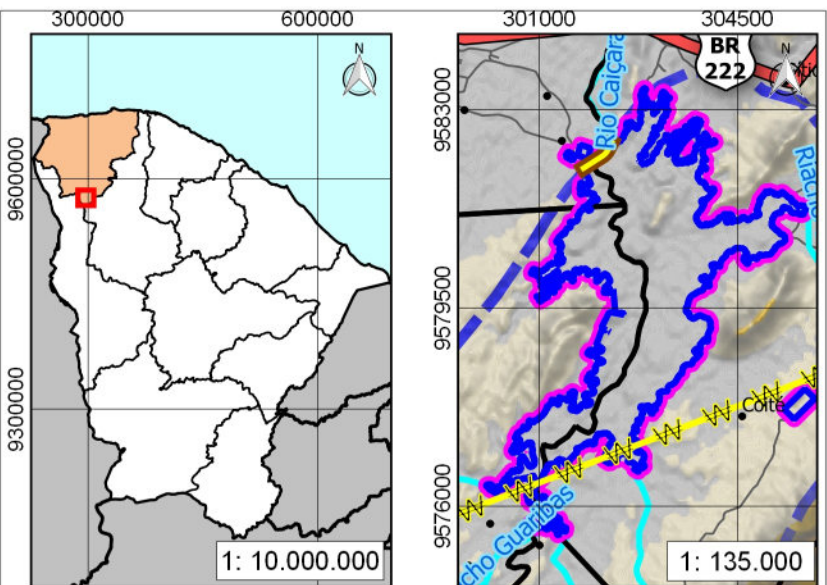 300000
600000
N
9600000
9300000
1: 10.000.000
301000
304500
BR
222
N
9583000
Rio Caiçara
Riacho
9579500
Coité
9576000
cho Guaribas
1: 135.000